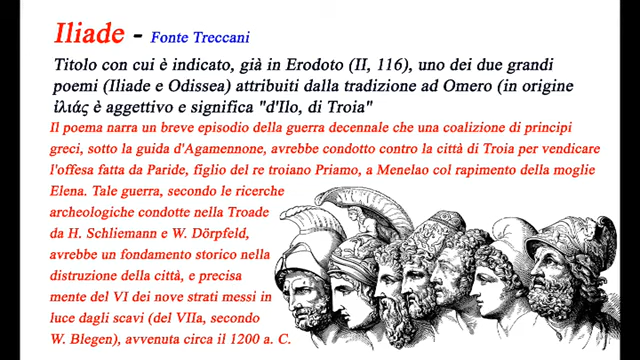 Iliade - Fonte Treccani
Titolo con cui è indicato, già in Erodoto (II, 116), uno dei due grandi
poemi (Iliade e Odissea) attribuiti dalla tradizione ad Omero (in origine
ἰλιάς è aggettivo e significa "d'Ilo, di Troia"
Il poema narra un breve episodio della guerra decennale che una coalizione di principi
greci, sotto la guida d'Agamennone, avrebbe condotto contro la città di Troia per vendicare
l'offesa fatta da Paride, figlio del re troiano Priamo, a Menelao col rapimento della moglie
Elena. Tale guerra, secondo le ricerche
archeologiche condotte nella Troade
da H. Schliemann e W. Dörpfeld,
avrebbe un fondamento storico nella
distruzione della città, e precisa
mente del VI dei nove strati messi in
luce dagli scavi (del VIIa, secondo
W. Blegen), avvenuta circa il 1200 a. C.